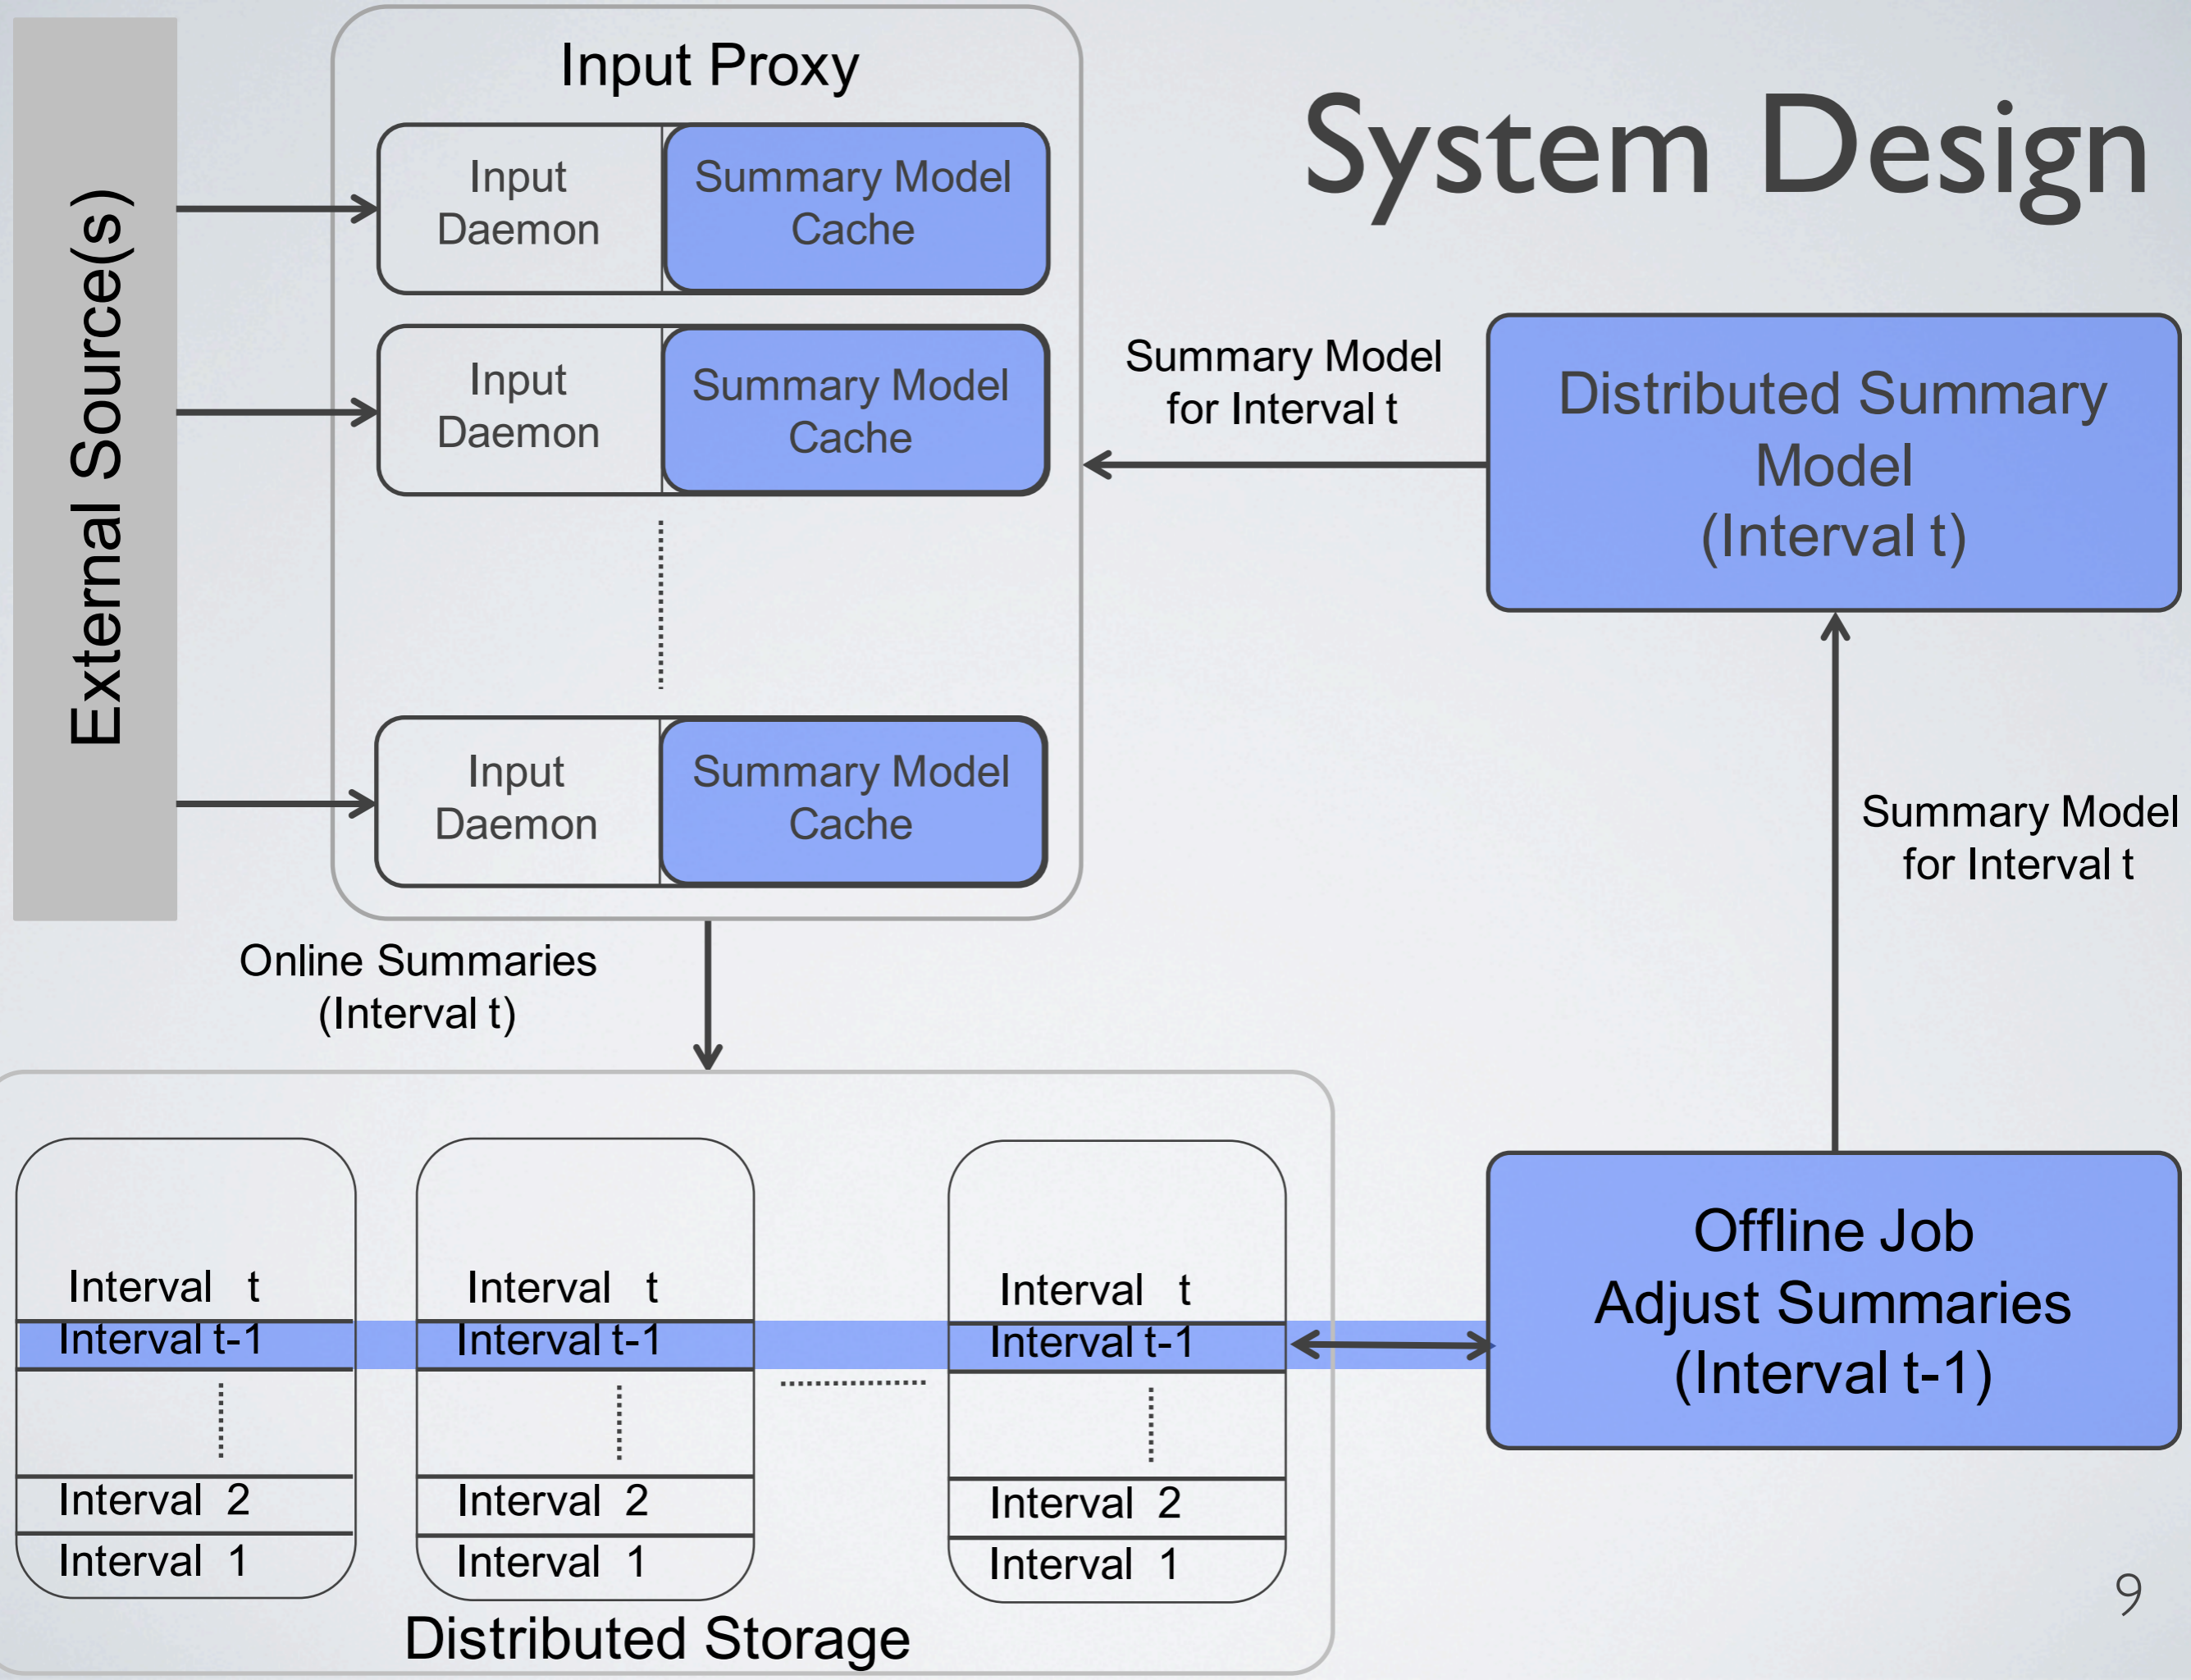 System Design
External Source(s)
Input Proxy
Input
Daemon
Summary Model
Cache
Input
Daemon
Summary Model
Cache
Input
Daemon
Summary Model
Cache
Summary Model
for Interval t
Distributed Summary
Model
(Interval t)
Summary Model
for Interval t
Online Summaries
(Interval t)
Interval t
Interval t-1
Interval 2
Interval 1
Interval t
Interval t-1
Interval 2
Interval 1
Interval t
Interval t-1
Interval 2
Interval 1
Distributed Storage
Offline Job
Adjust Summaries
(Interval t-1)
9